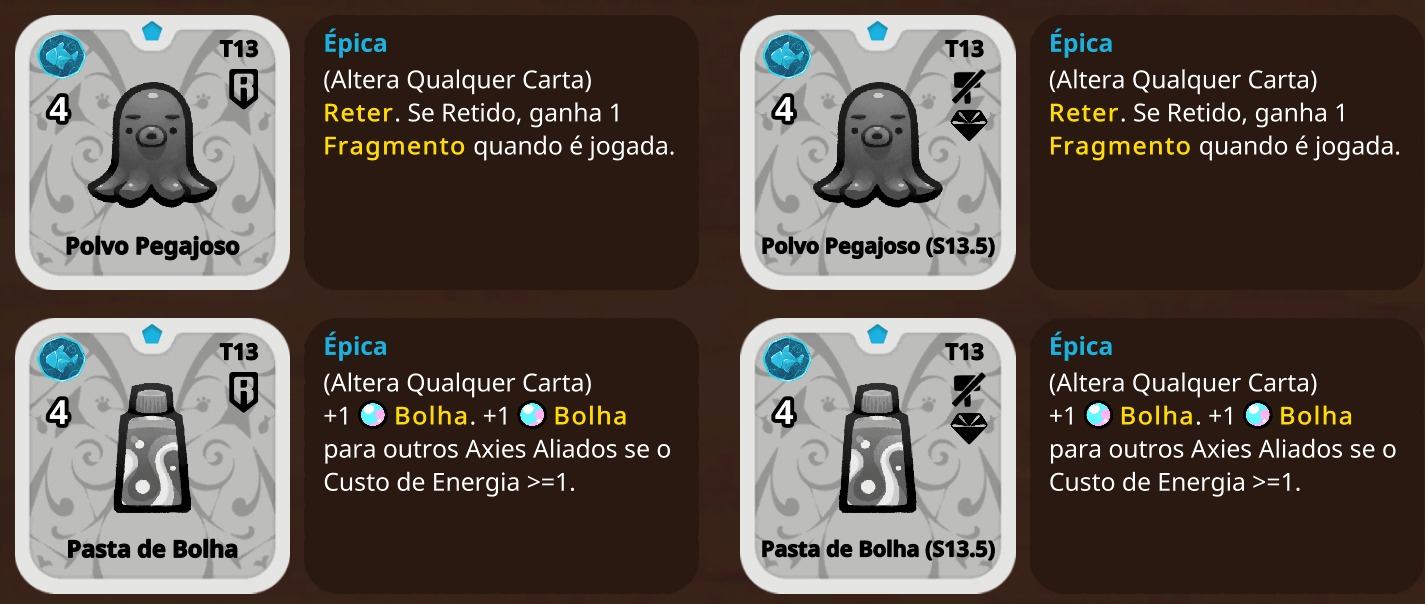 T13
4
Polvo Pegajoso
Épica
(Altera Qualquer Carta)
Reter. Se Retido, ganha 1
Fragmento quando é jogada.
T13
4
Polvo Pegajoso (S13.5)
Épica
(Altera Qualquer Carta)
Reter. Se Retido, ganha 1
Fragmento quando é jogada.
T13
4
Pasta de Bolha
Épica
(Altera Qualquer Carta)
+1 Bolha. +1 Bolha
para outros Axies Aliados se o
Custo de Energia >=1.
T13
4
Pasta de Bolha (S13.5)
Épica
(Altera Qualquer Carta)
+1 Bolha. +1 Bolha
para outros Axies Aliados se o
Custo de Energia >=1.